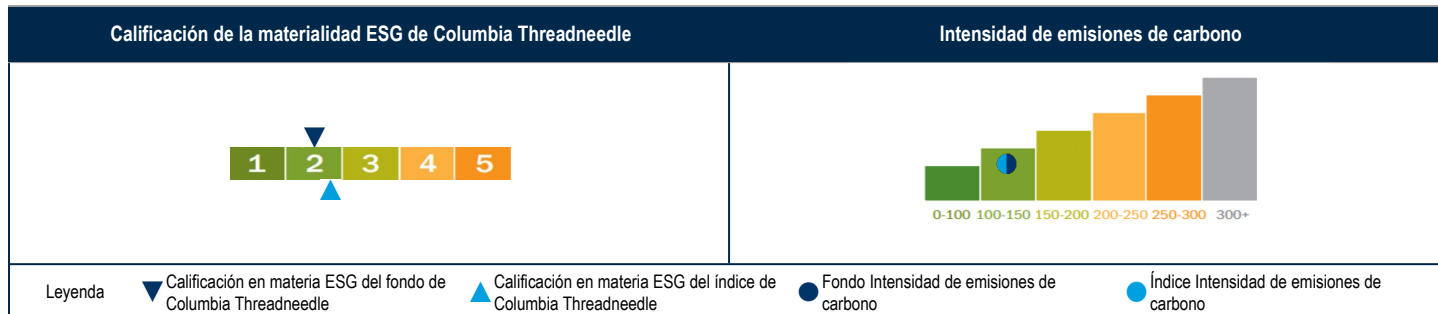 Calificación de la materialidad ESG de Columbia Threadneedle
Intensidad de emisiones de carbono
1 2 3 4 5
0-100 100-150 150-200 200-250 250-300 300+
Leyenda
Calificación en materia ESG del fondo de
Columbia Threadneedle
Calificación en materia ESG del índice de
Columbia Threadneedle
Fondo Intensidad de emisiones de
carbono
Índice Intensidad de emisiones de
carbono